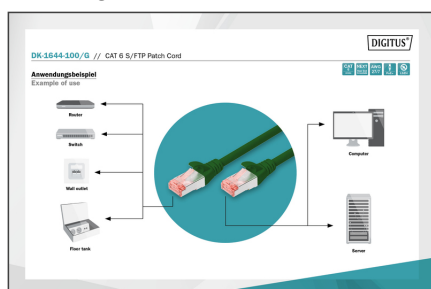 DIGITUS®
DK-1644-100/G // CAT 6 S/FTP Patch Cord
Anwendungsbeispiel
Example of use
Router
Switch
Wall outlet
Floor tank
Computer
Server